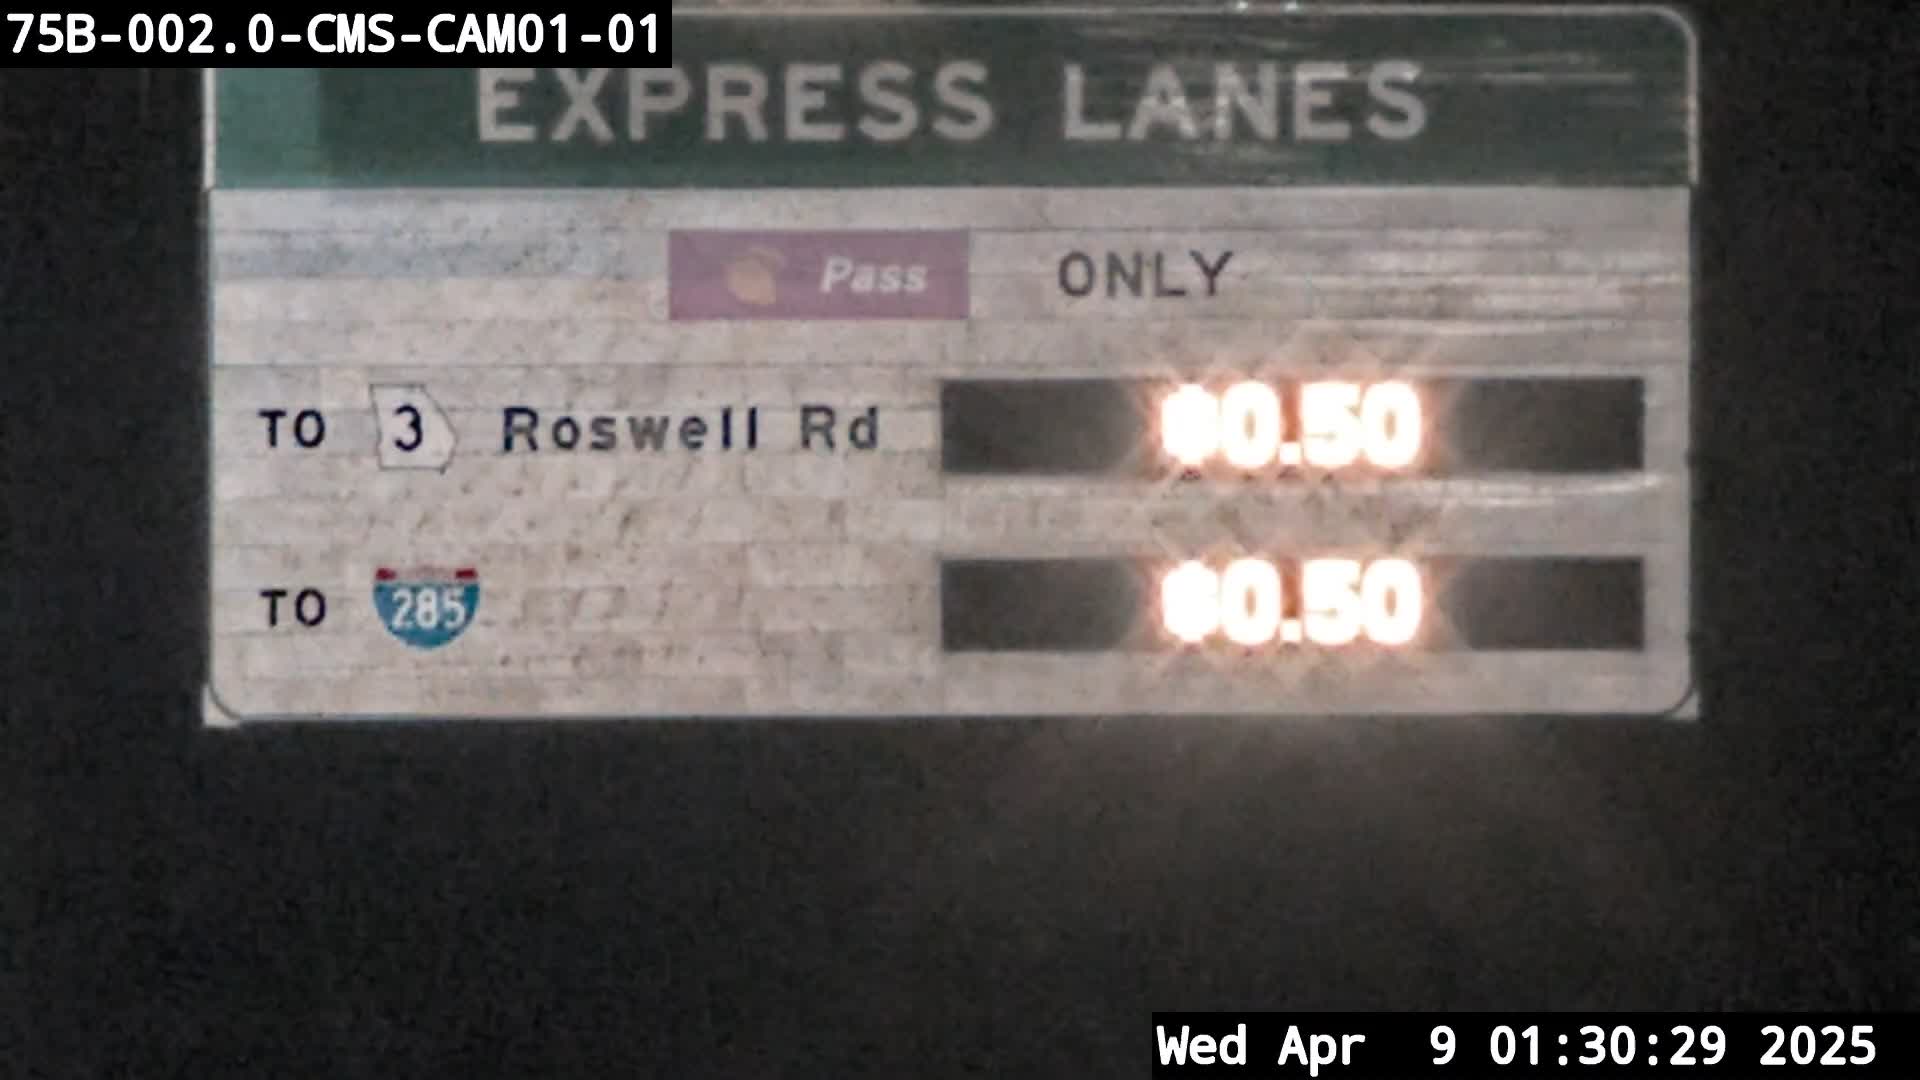 75B-002.0-CMS-CAM01-01
EXPRESS LANES
Pass ONLY
TO 3 Roswell Rd $0.50
TO 285 $0.50
Wed Apr 9 01:30:29 2025